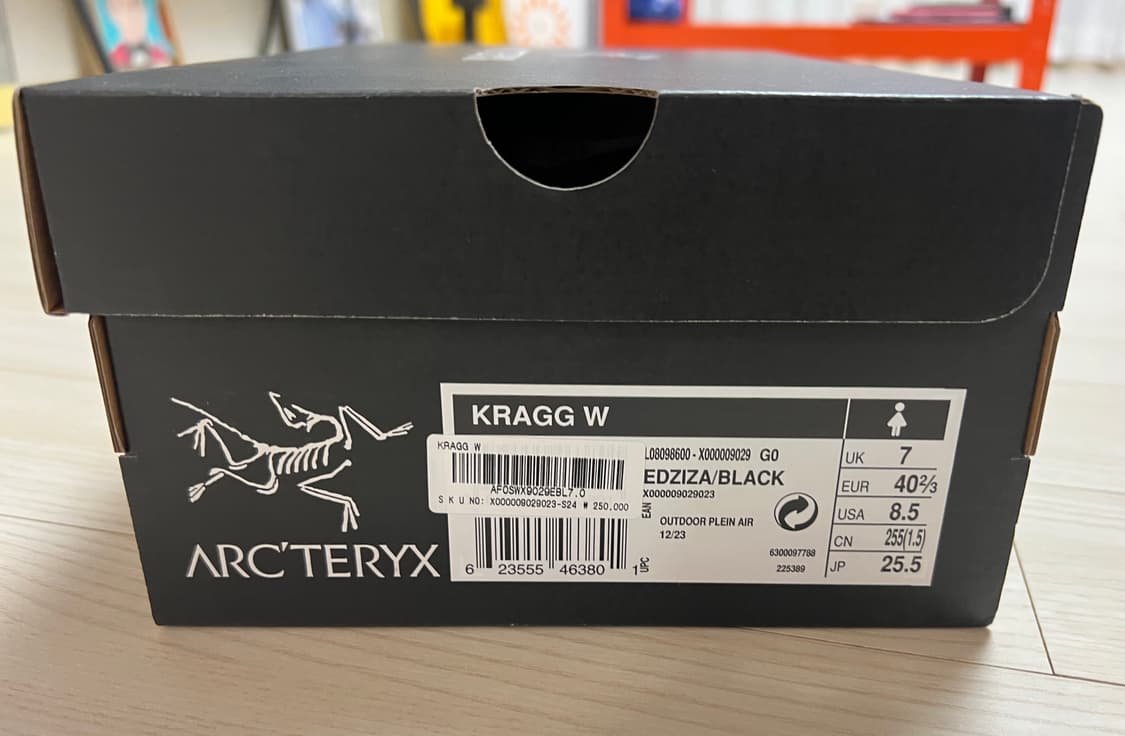 KRAGG W
KRAGG W
AFOSWX9029EBL7.0
S K U NO: X000009029023-S24 ₩ 250,000
L08098600 - X000009029 G0
EDZIZA/BLACK
X000009029023
EAN
OUTDOOR PLEIN AIR
12/23
6300097788
225389
6 23555 46380 1
UPC
UK 7
EUR 40⅔
USA 8.5
CN 255(1.5)
JP 25.5
ARC'TERYX